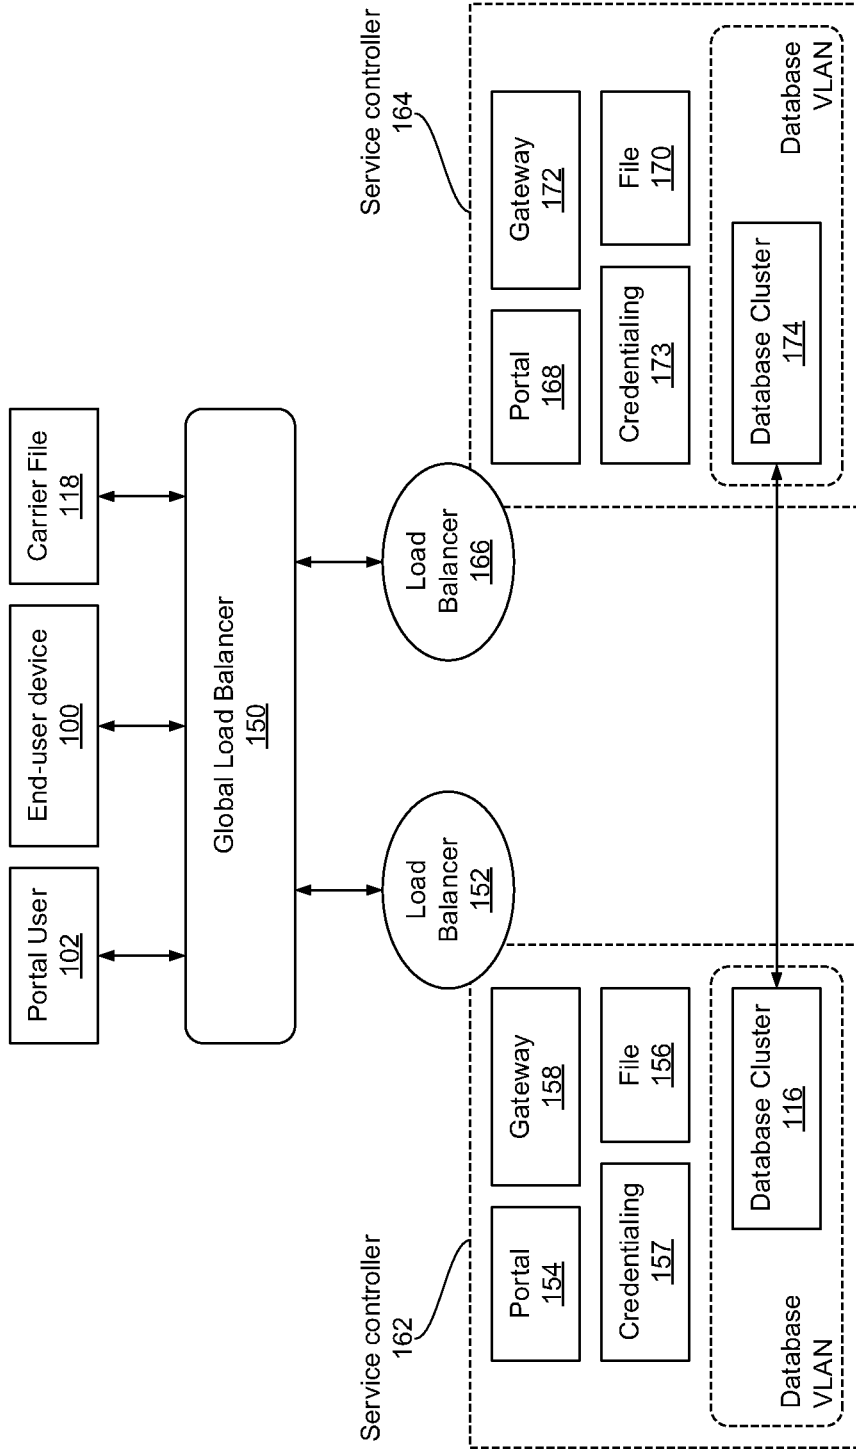 Portal User
102
End-user device
100
Carrier File
118
Global Load Balancer
150
Load
Balancer
152
Load
Balancer
166
Service controller
162
Portal
154
Gateway
158
Credentialing
157
File
156
Database Cluster
116
Database
VLAN
Service controller
164
Portal
168
Gateway
172
Credentialing
173
File
170
Database Cluster
174
Database
VLAN